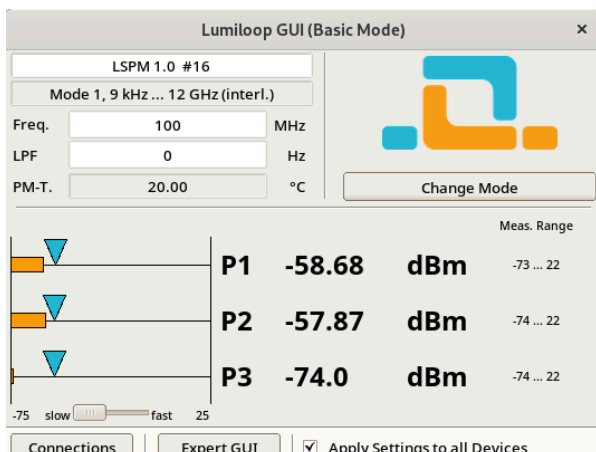 Lumiloop GUI (Basic Mode) ×
LSPM 1.0 #16
Mode 1, 9 kHz ... 12 GHz (interl.)
Freq. 100 MHz
LPF 0 Hz
PM-T. 20.00 °C
Change Mode
Meas. Range
P1 -58.68 dBm -73 ... 22
P2 -57.87 dBm -74 ... 22
P3 -74.0 dBm -74 ... 22
-75 slow fast 25
Connections Expert GUI Apply Settings to all Devices